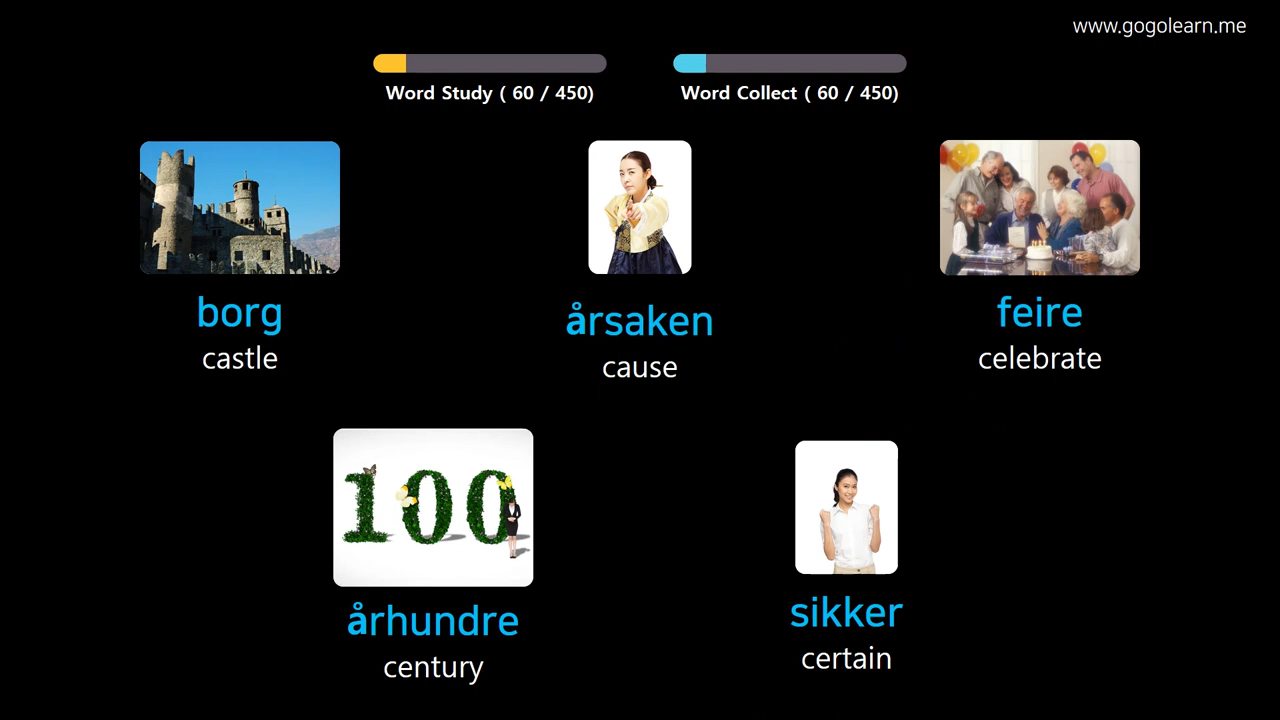 www.gogolearn.me
Word Study ( 60 / 450)
Word Collect ( 60 / 450)
borg
castle
årsaken
cause
feire
celebrate
100
århundre
century
sikker
certain